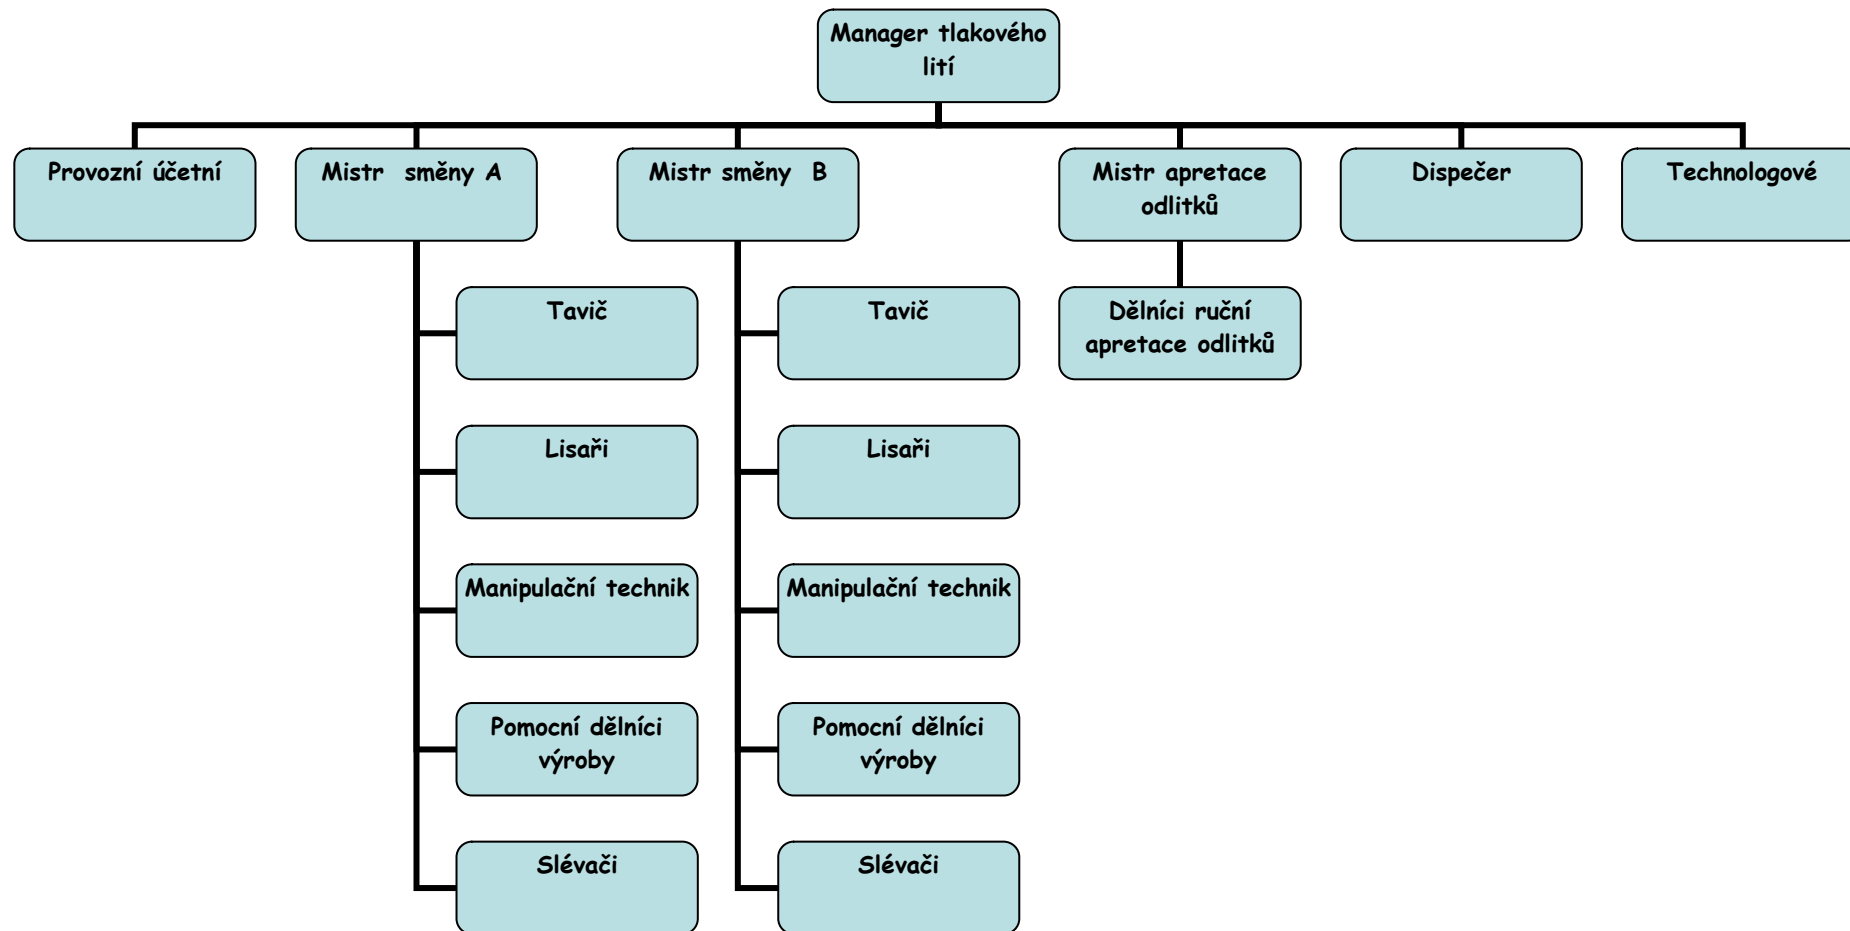 Manager tlakového
lití
Provozní účetní
Mistr  směny A
Mistr směny  B
Mistr apretace
odlitků
Dispečer
Technologové
Tavič
Tavič
Dělníci ruční
apretace odlitků
Lisaři
Lisaři
Manipulační technik
Manipulační technik
Pomocní dělníci
výroby
Pomocní dělníci
výroby
Slévači
Slévači